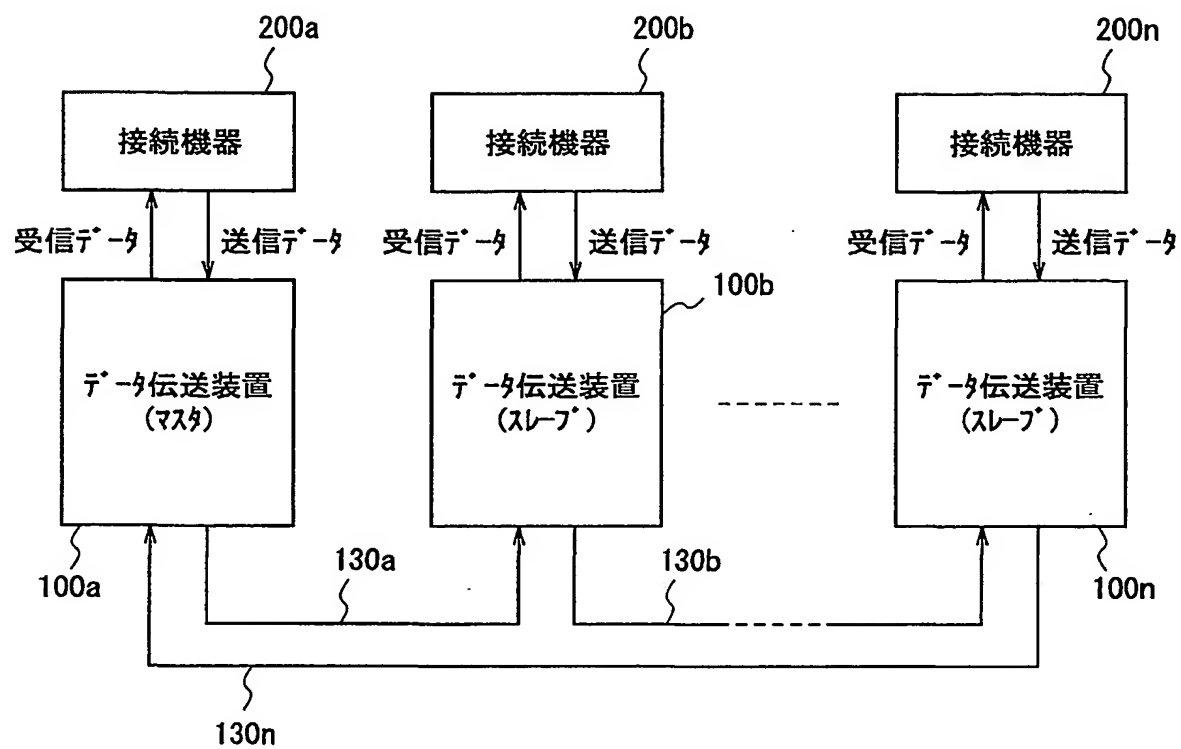 200a
200b
200n
接続機器
接続機器
接続機器
受信ﾃﾞｰﾀ
送信ﾃﾞｰﾀ
受信ﾃﾞｰﾀ
送信ﾃﾞｰﾀ
受信ﾃﾞｰﾀ
送信ﾃﾞｰﾀ
100b
ﾃﾞｰﾀ伝送装置
(ﾏｽﾀ)
ﾃﾞｰﾀ伝送装置
(ｽﾚｰﾌﾞ)
ﾃﾞｰﾀ伝送装置
(ｽﾚｰﾌﾞ)
100a
130a
130b
100n
130n